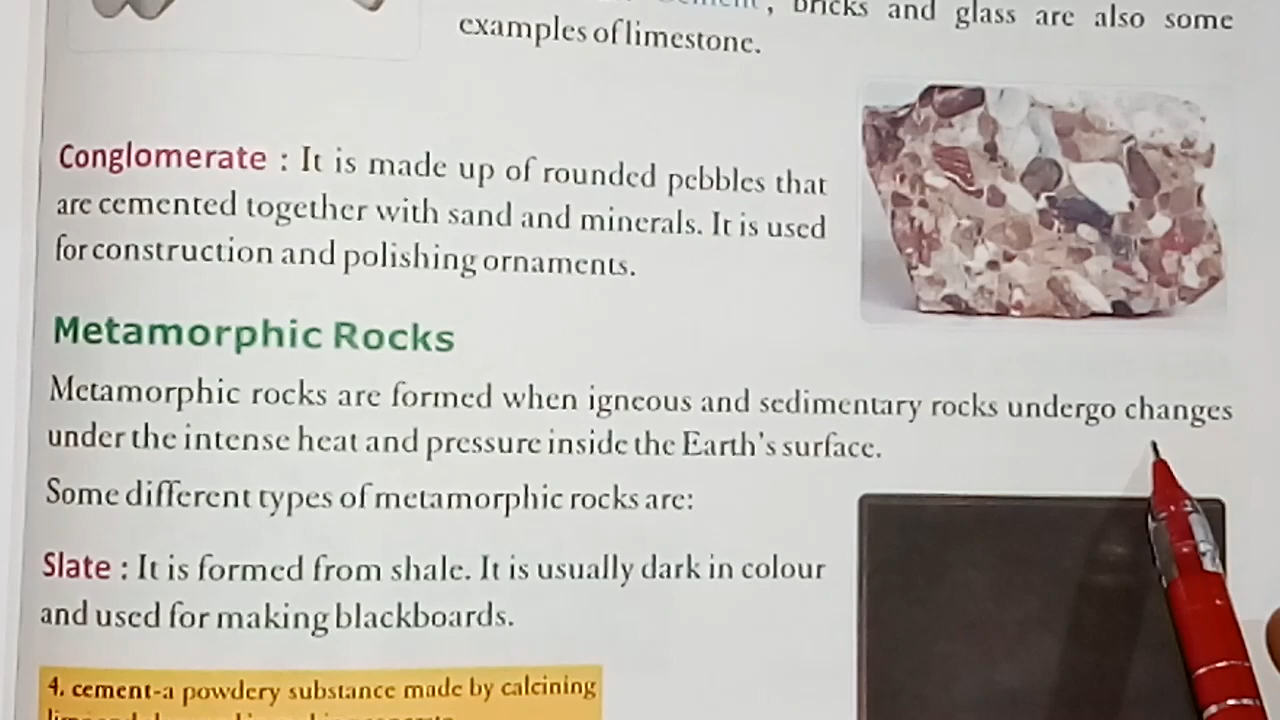 , bricks and glass are also some
examples of limestone.
Conglomerate : It is made up of rounded pebbles that
are cemented together with sand and minerals. It is used
for construction and polishing ornaments.
Metamorphic Rocks
Metamorphic rocks are formed when igneous and sedimentary rocks undergo changes
under the intense heat and pressure inside the Earth's surface.
Some different types of metamorphic rocks are:
Slate : It is formed from shale. It is usually dark in colour
and used for making blackboards.
4. cement-a powdery substance made by calcining